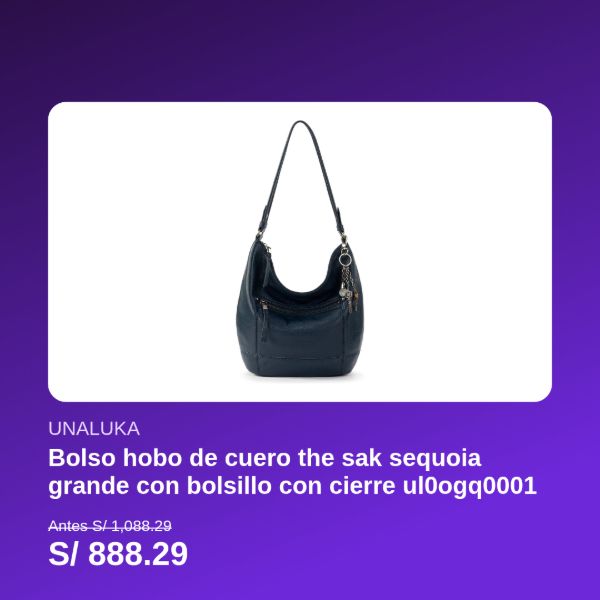 UNALUKA
Bolso hobo de cuero the sak sequoia
grande con bolsillo con cierre ul0ogq0001
Antes S/ 1,088.29
S/ 888.29